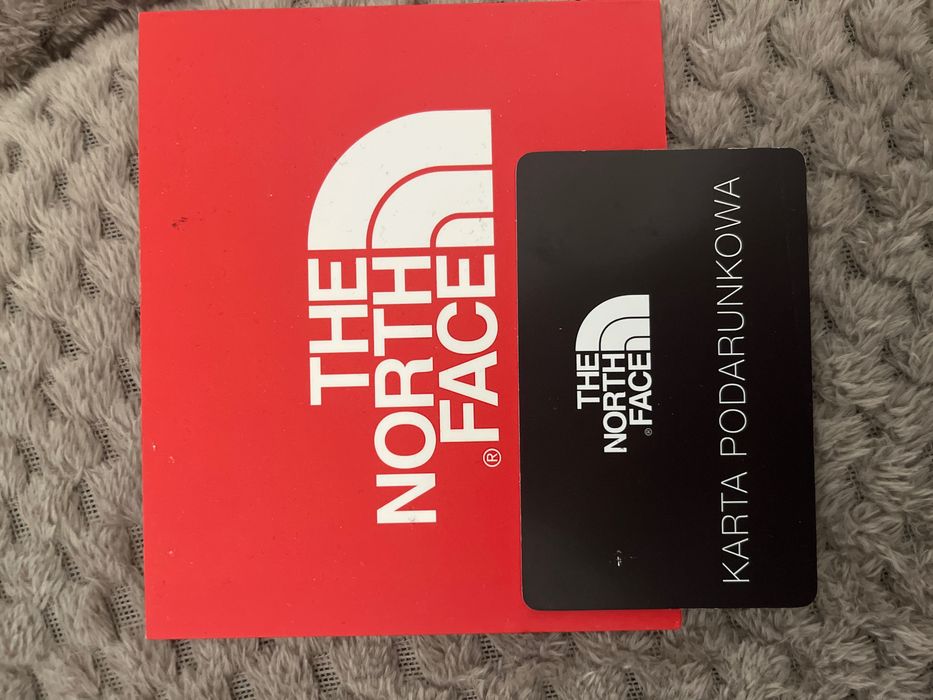 THE
NORTH
FACE
®
THE
NORTH
FACE
®
KARTA PODARUNKOWA